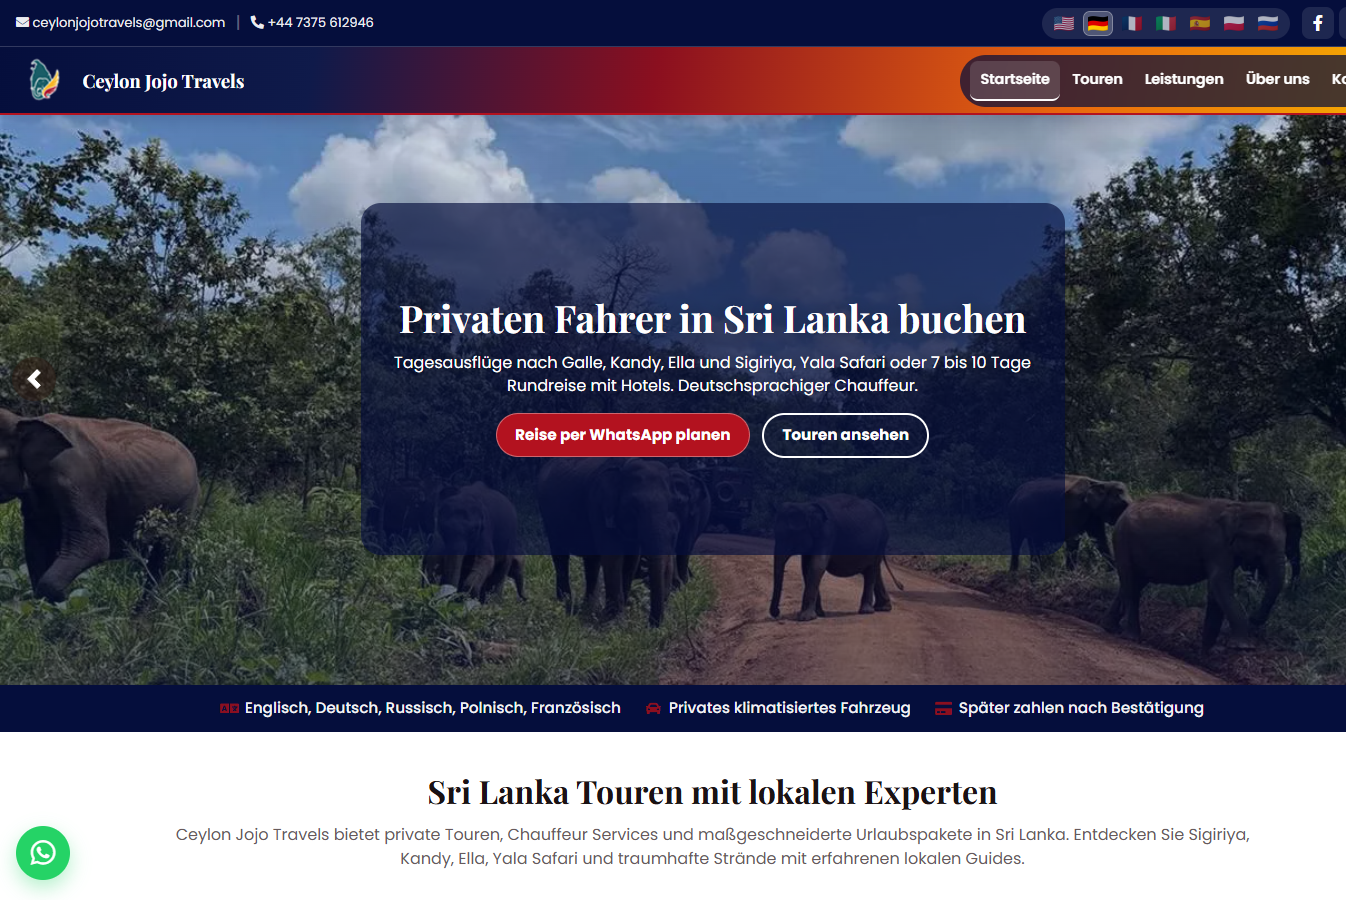 ceylonjojotravels@gmail.com | +44 7375 612946
Ceylon Jojo Travels
Startseite Touren Leistungen Über uns
Privaten Fahrer in Sri Lanka buchen
Tagesausflüge nach Galle, Kandy, Ella und Sigiriya, Yala Safari oder 7 bis 10 Tage
Rundreise mit Hotels. Deutschsprachiger Chauffeur.
Reise per WhatsApp planen Touren ansehen
Englisch, Deutsch, Russisch, Polnisch, Französisch Privates klimatisiertes Fahrzeug Später zahlen nach Bestätigung
Sri Lanka Touren mit lokalen Experten
Ceylon Jojo Travels bietet private Touren, Chauffeur Services und maßgeschneiderte Urlaubspakete in Sri Lanka. Entdecken Sie Sigiriya,
Kandy, Ella, Yala Safari und traumhafte Strände mit erfahrenen lokalen Guides.